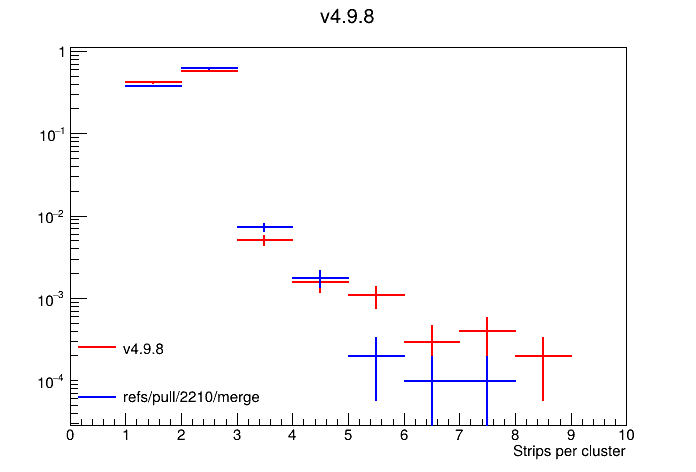 v4.9.8
1
10⁻¹
10⁻²
10⁻³
10⁻⁴
v4.9.8
refs/pull/2210/merge
0 1 2 3 4 5 6 7 8 9 10
Strips per cluster